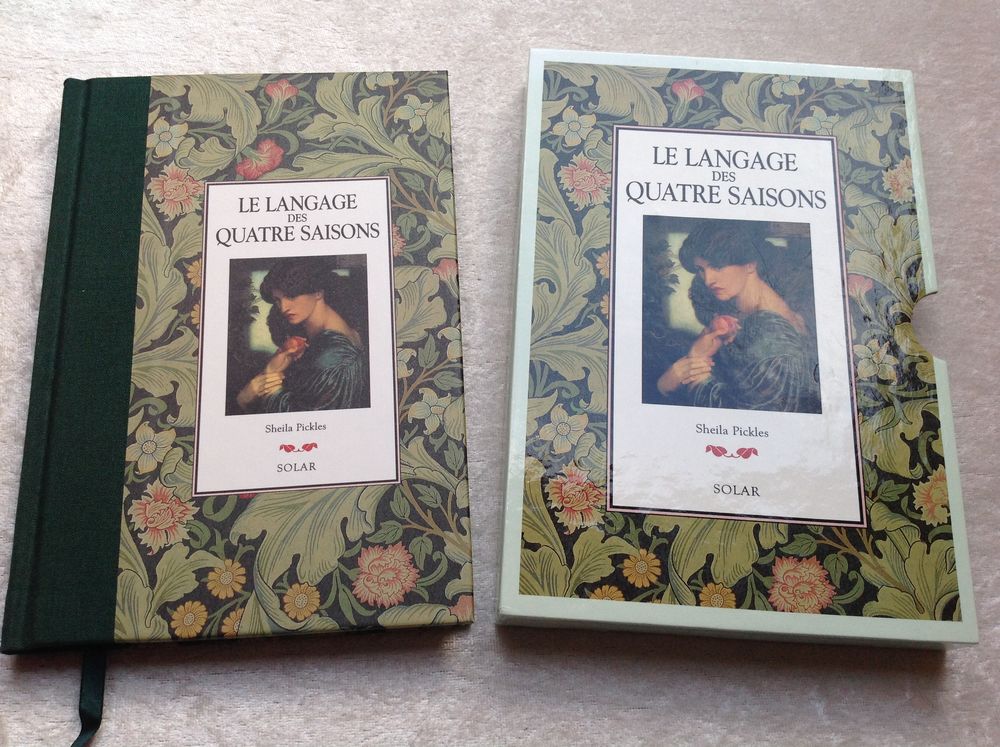 LE LANGAGE
DES
QUATRE SAISONS
Sheila Pickles
SOLAR
LE LANGAGE
DES
QUATRE SAISONS
Sheila Pickles
SOLAR